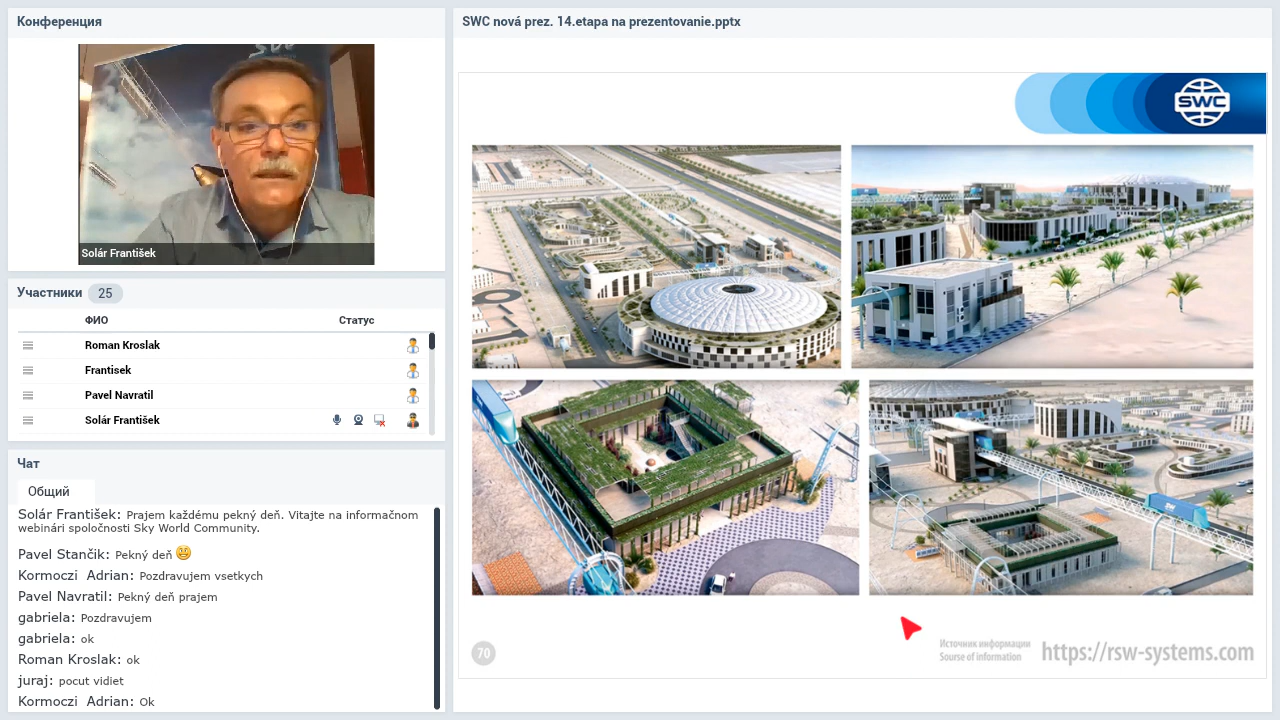 Конференция
Solár František
Участники 25
ФИО Статус
Roman Kroslak
Frantisek
Pavel Navratil
Solár František
Чат
Общий
Solár František: Prajem každému pekný deň. Vitajte na informačnom
webinári spoločnosti Sky World Community.
Pavel Stančik: Pekný deň
Kormoczi Adrian: Pozdravujem vsetkych
Pavel Navratil: Pekný deň prajem
gabriela: Pozdravujem
gabriela: ok
Roman Kroslak: ok
juraj: pocut vidiet
Kormoczi Adrian: Ok
SWC nová prez. 14.etapa na prezentovanie.pptx
SWC
70
Источник информации
Sourse of information
https://rsw-systems.com